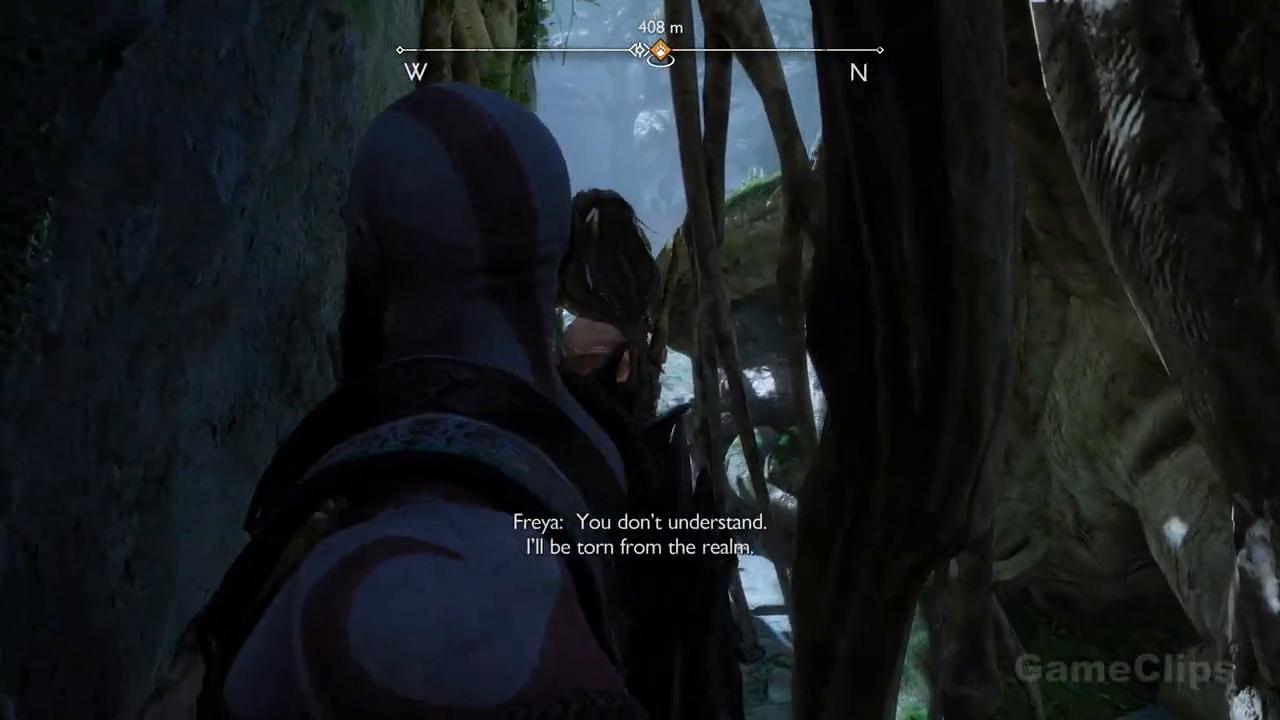 408 m
W
N
Freya: You don't understand.
I'll be torn from the realm.
GameClips